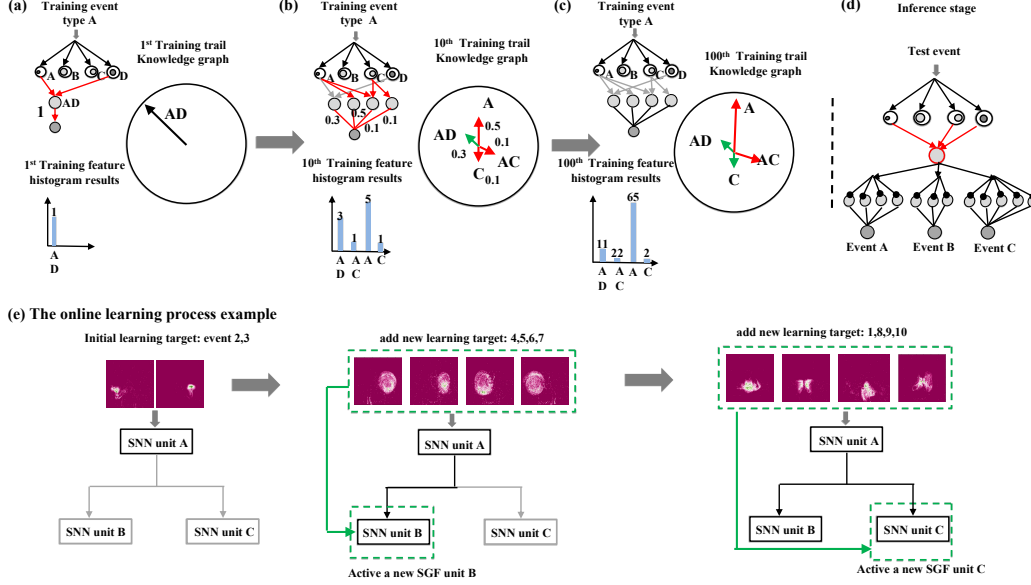 (a)
Training event
type A
A
B
C
D
1
AD
1st Training trail
Knowledge graph
AD
1st Training feature
histogram results
1
A
D
(b)
Training event
type A
A
B
C
D
0.3
0.5
0.1
0.1
10th Training trail
Knowledge graph
A
0.5
AD
0.1
0.3
AC
C
0.1
10th Training feature
histogram results
3
1
5
1
A
D
A
C
A
C
(c)
Training event
type A
A
B
C
D
100th Training trail
Knowledge graph
A
AD
AC
C
100th Training feature
histogram results
11
22
65
2
A
D
A
C
A
C
(d)
Inference stage
Test event
Event A
Event B
Event C
(e) The online learning process example
Initial learning target: event 2,3
SNN unit A
SNN unit B
SNN unit C
add new learning target: 4,5,6,7
SNN unit A
SNN unit B
SNN unit C
Active a new SGF unit B
add new learning target: 1,8,9,10
SNN unit A
SNN unit B
SNN unit C
Active a new SGF unit C